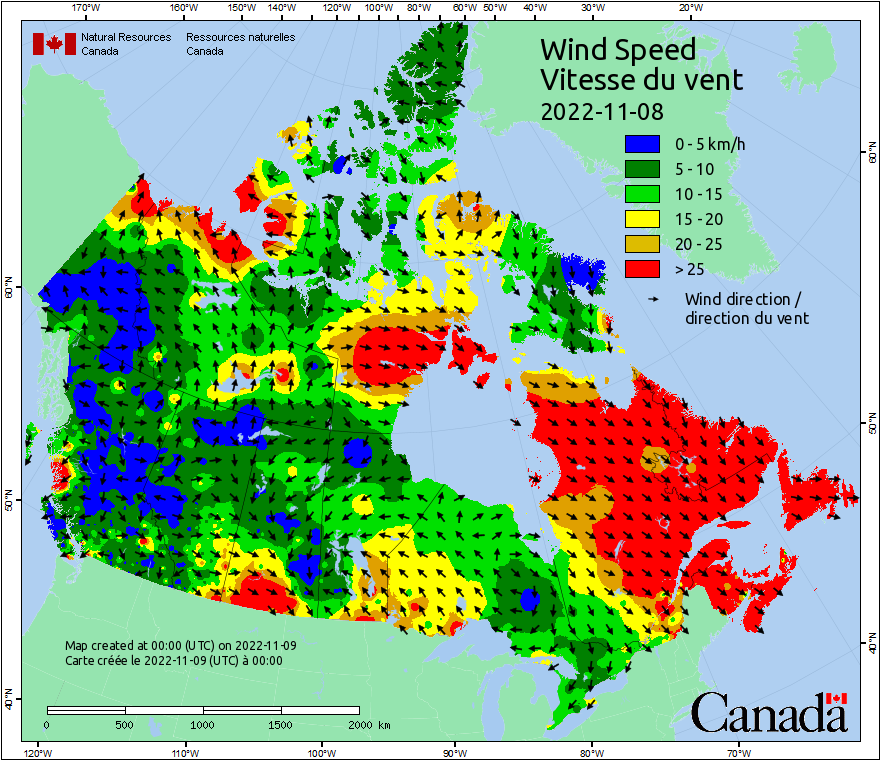 170°W 160°W 150°W 140°W 120°W 100°W 80°W 60°W 50°W 40°W 30°W 20°W
Natural Resources Ressources naturelles
Canada Canada
Wind Speed
Vitesse du vent
2022-11-08
0 - 5 km/h
5 - 10
10 - 15
15 - 20
20 - 25
> 25
Wind direction /
direction du vent
60°N
60°N
50°N
50°N
40°N
40°N
Map created at 00:00 (UTC) on 2022-11-09
Carte créée le 2022-11-09 (UTC) à 00:00
0 500 1000 1500 2000 km
Canada
120°W 110°W 100°W 90°W 80°W 70°W